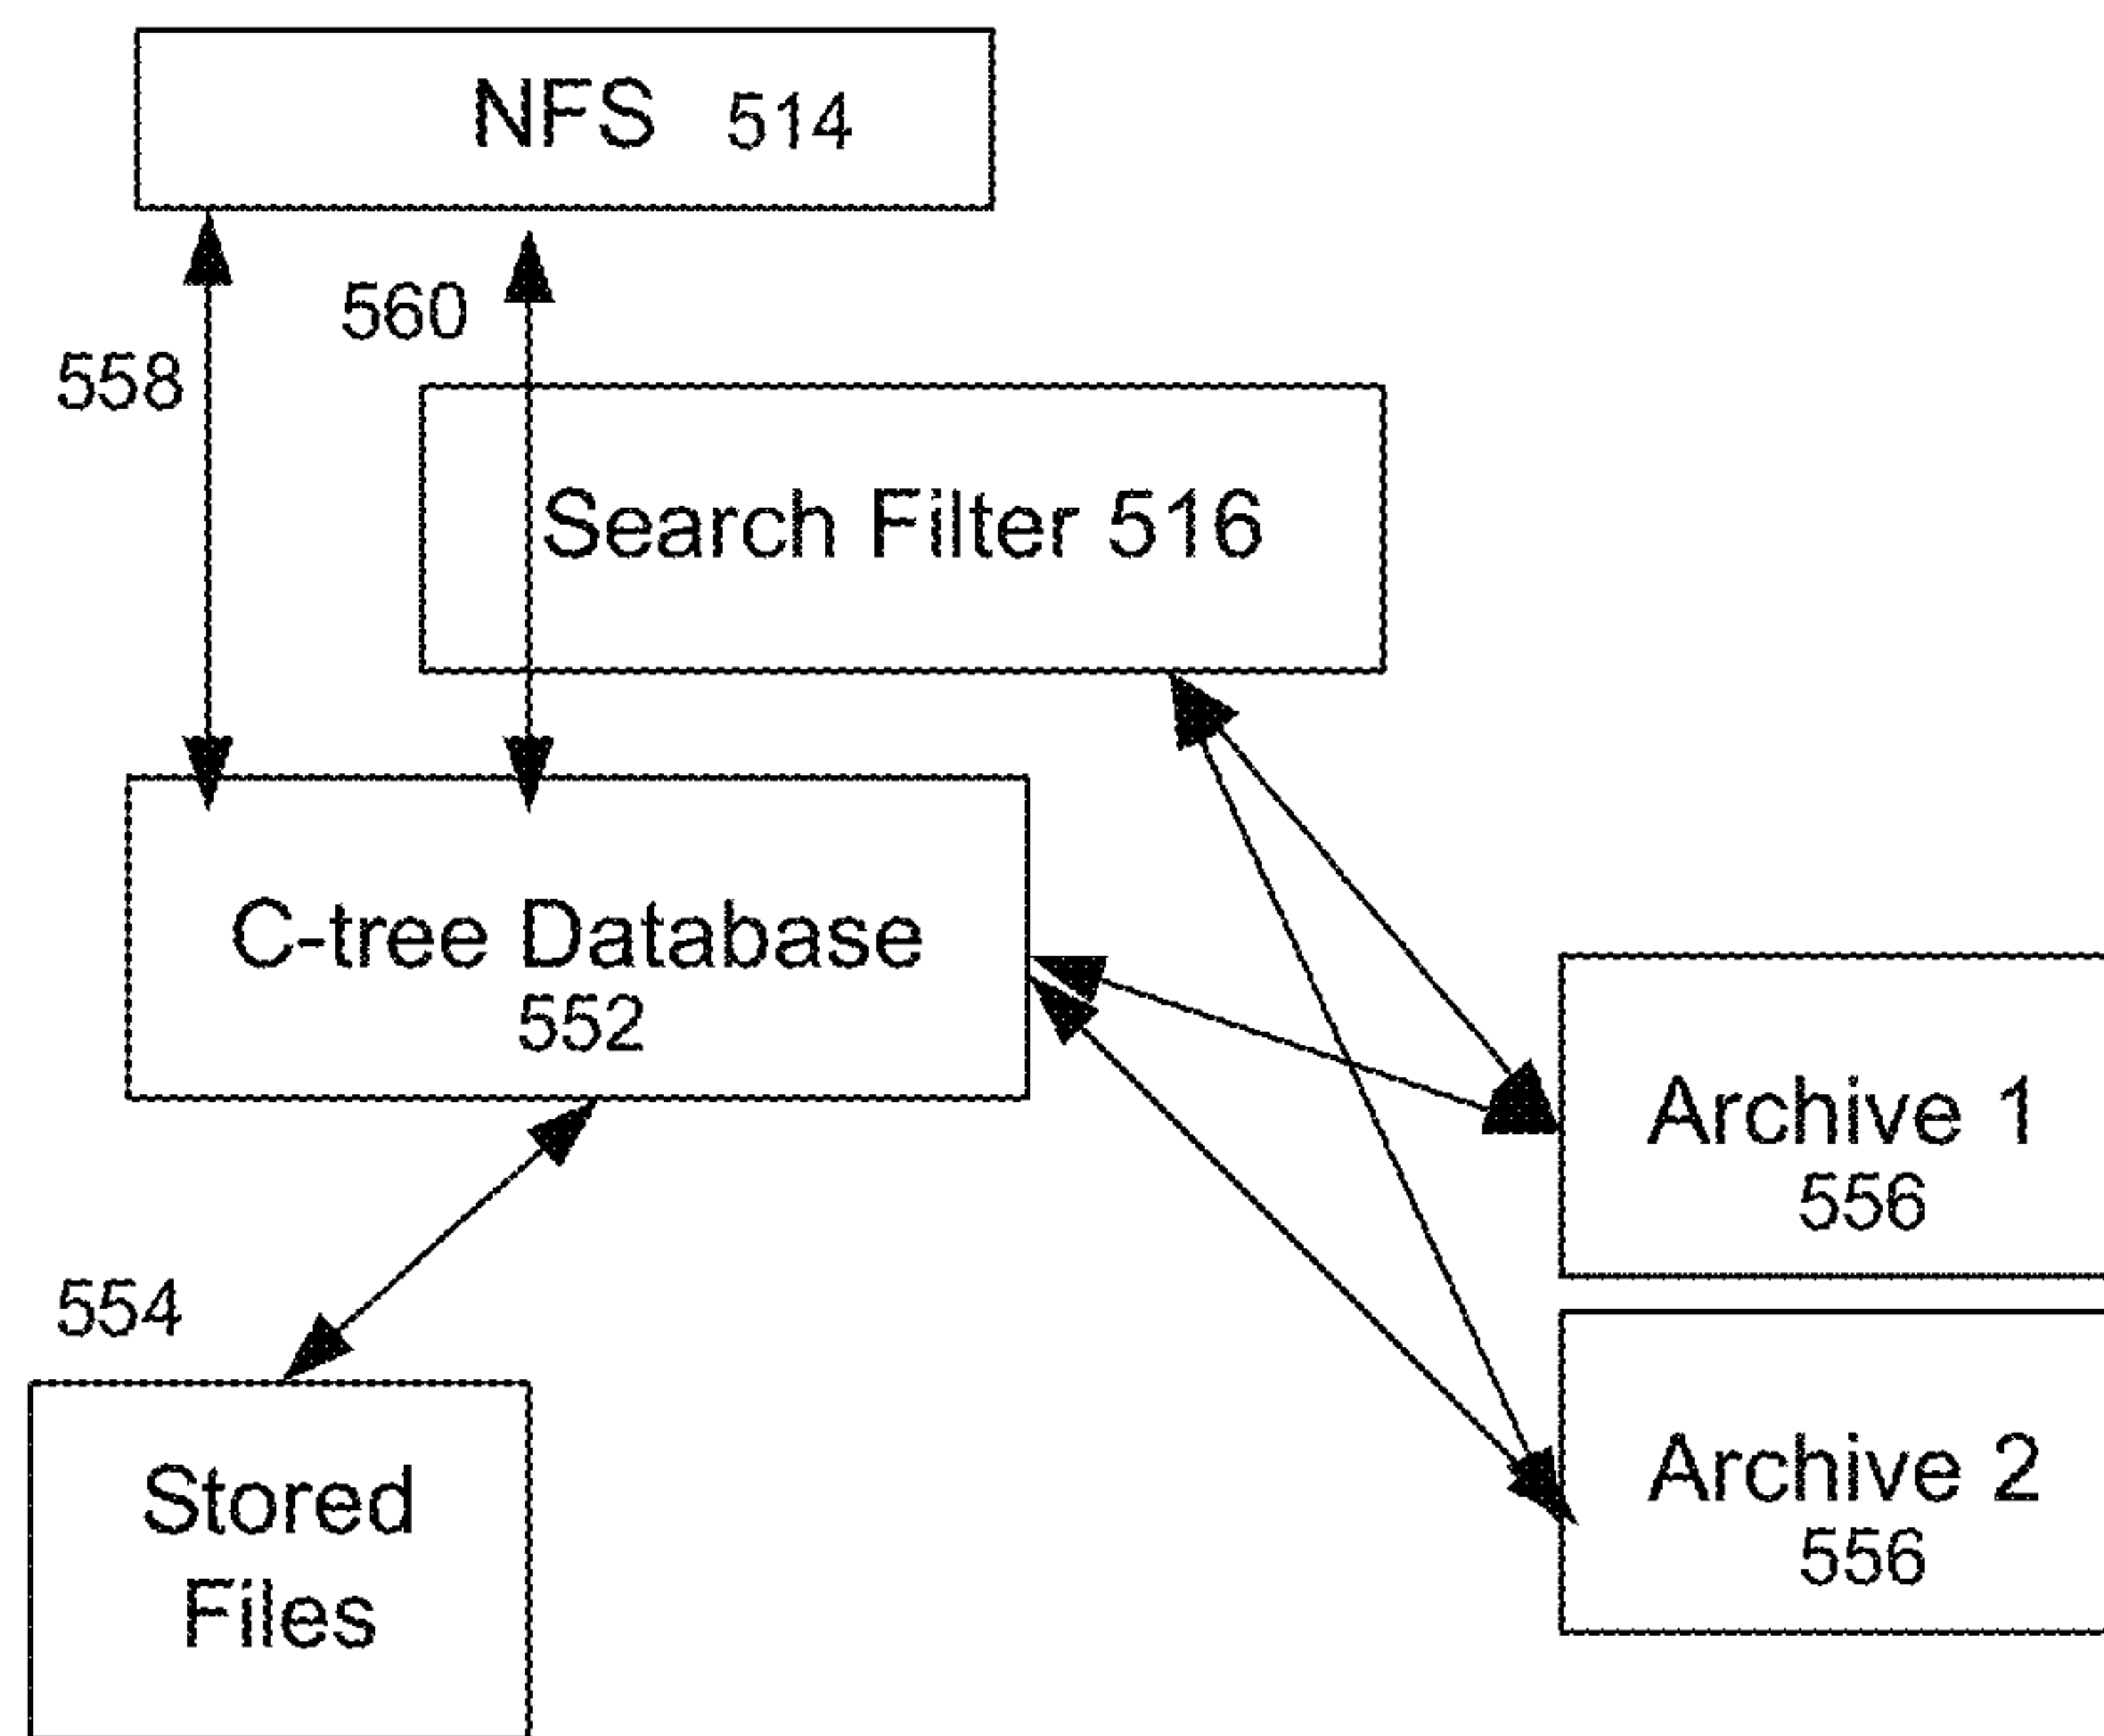 NFS 514
560
558
Search Filter 516
C-tree Database
552
Archive 1
556
554
Archive 2
556
Stored
Files